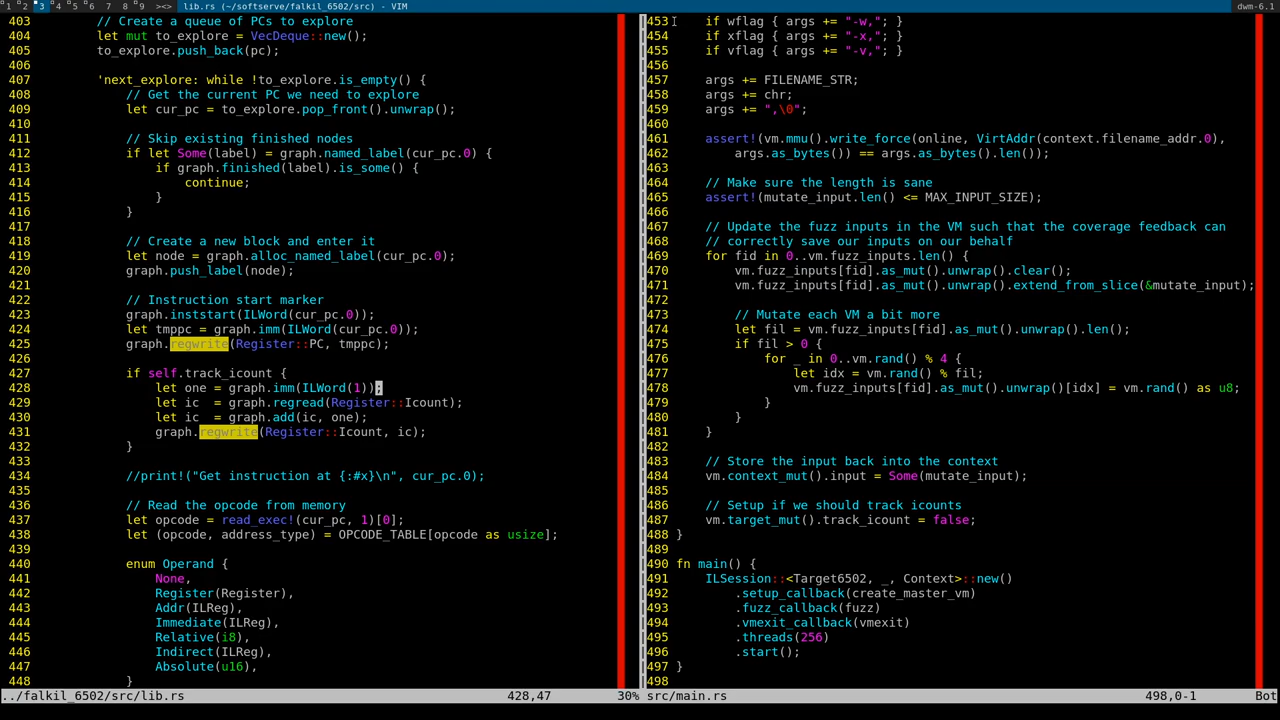 1 2 3 4 5 6 7 8 9 ><> lib.rs (~/softserve/falkil_6502/src) - VIM dwm-6.1
403         // Create a queue of PCs to explore
404         let mut to_explore = VecDeque::new();
405         to_explore.push_back(pc);
406
407         'next_explore: while !to_explore.is_empty() {
408             // Get the current PC we need to explore
409             let cur_pc = to_explore.pop_front().unwrap();
410
411             // Skip existing finished nodes
412             if let Some(label) = graph.named_label(cur_pc.0) {
413                 if graph.finished(label).is_some() {
414                     continue;
415                 }
416             }
417
418             // Create a new block and enter it
419             let node = graph.alloc_named_label(cur_pc.0);
420             graph.push_label(node);
421
422             // Instruction start marker
423             graph.inststart(ILWord(cur_pc.0));
424             let tmppc = graph.imm(ILWord(cur_pc.0));
425             graph.regwrite(Register::PC, tmppc);
426
427             if self.track_icount {
428                 let one = graph.imm(ILWord(1));
429                 let ic  = graph.regread(Register::Icount);
430                 let ic  = graph.add(ic, one);
431                 graph.regwrite(Register::Icount, ic);
432             }
433
434             //print!("Get instruction at {:#x}\n", cur_pc.0);
435
436             // Read the opcode from memory
437             let opcode = read_exec!(cur_pc, 1)[0];
438             let (opcode, address_type) = OPCODE_TABLE[opcode as usize];
439
440             enum Operand {
441                 None,
442                 Register(Register),
443                 Addr(ILReg),
444                 Immediate(ILReg),
445                 Relative(i8),
446                 Indirect(ILReg),
447                 Absolute(u16),
448             }
../falkil_6502/src/lib.rs 428,47 30%
453     if wflag { args += "-w,"; }
454     if xflag { args += "-x,"; }
455     if vflag { args += "-v,"; }
456
457     args += FILENAME_STR;
458     args += chr;
459     args += ",\0";
460
461     assert!(vm.mmu().write_force(online, VirtAddr(context.filename_addr.0),
462         args.as_bytes()) == args.as_bytes().len());
463
464     // Make sure the length is sane
465     assert!(mutate_input.len() <= MAX_INPUT_SIZE);
466
467     // Update the fuzz inputs in the VM such that the coverage feedback can
468     // correctly save our inputs on our behalf
469     for fid in 0..vm.fuzz_inputs.len() {
470         vm.fuzz_inputs[fid].as_mut().unwrap().clear();
471         vm.fuzz_inputs[fid].as_mut().unwrap().extend_from_slice(&mutate_input);
472
473         // Mutate each VM a bit more
474         let fil = vm.fuzz_inputs[fid].as_mut().unwrap().len();
475         if fil > 0 {
476             for _ in 0..vm.rand() % 4 {
477                 let idx = vm.rand() % fil;
478                 vm.fuzz_inputs[fid].as_mut().unwrap()[idx] = vm.rand() as u8;
479             }
480         }
481     }
482
483     // Store the input back into the context
484     vm.context_mut().input = Some(mutate_input);
485
486     // Setup if we should track icounts
487     vm.target_mut().track_icount = false;
488 }
489
490 fn main() {
491     ILSession::<Target6502, _, Context>::new()
492         .setup_callback(create_master_vm)
493         .fuzz_callback(fuzz)
494         .vmexit_callback(vmexit)
495         .threads(256)
496         .start();
497 }
498
src/main.rs 498,0-1 Bot